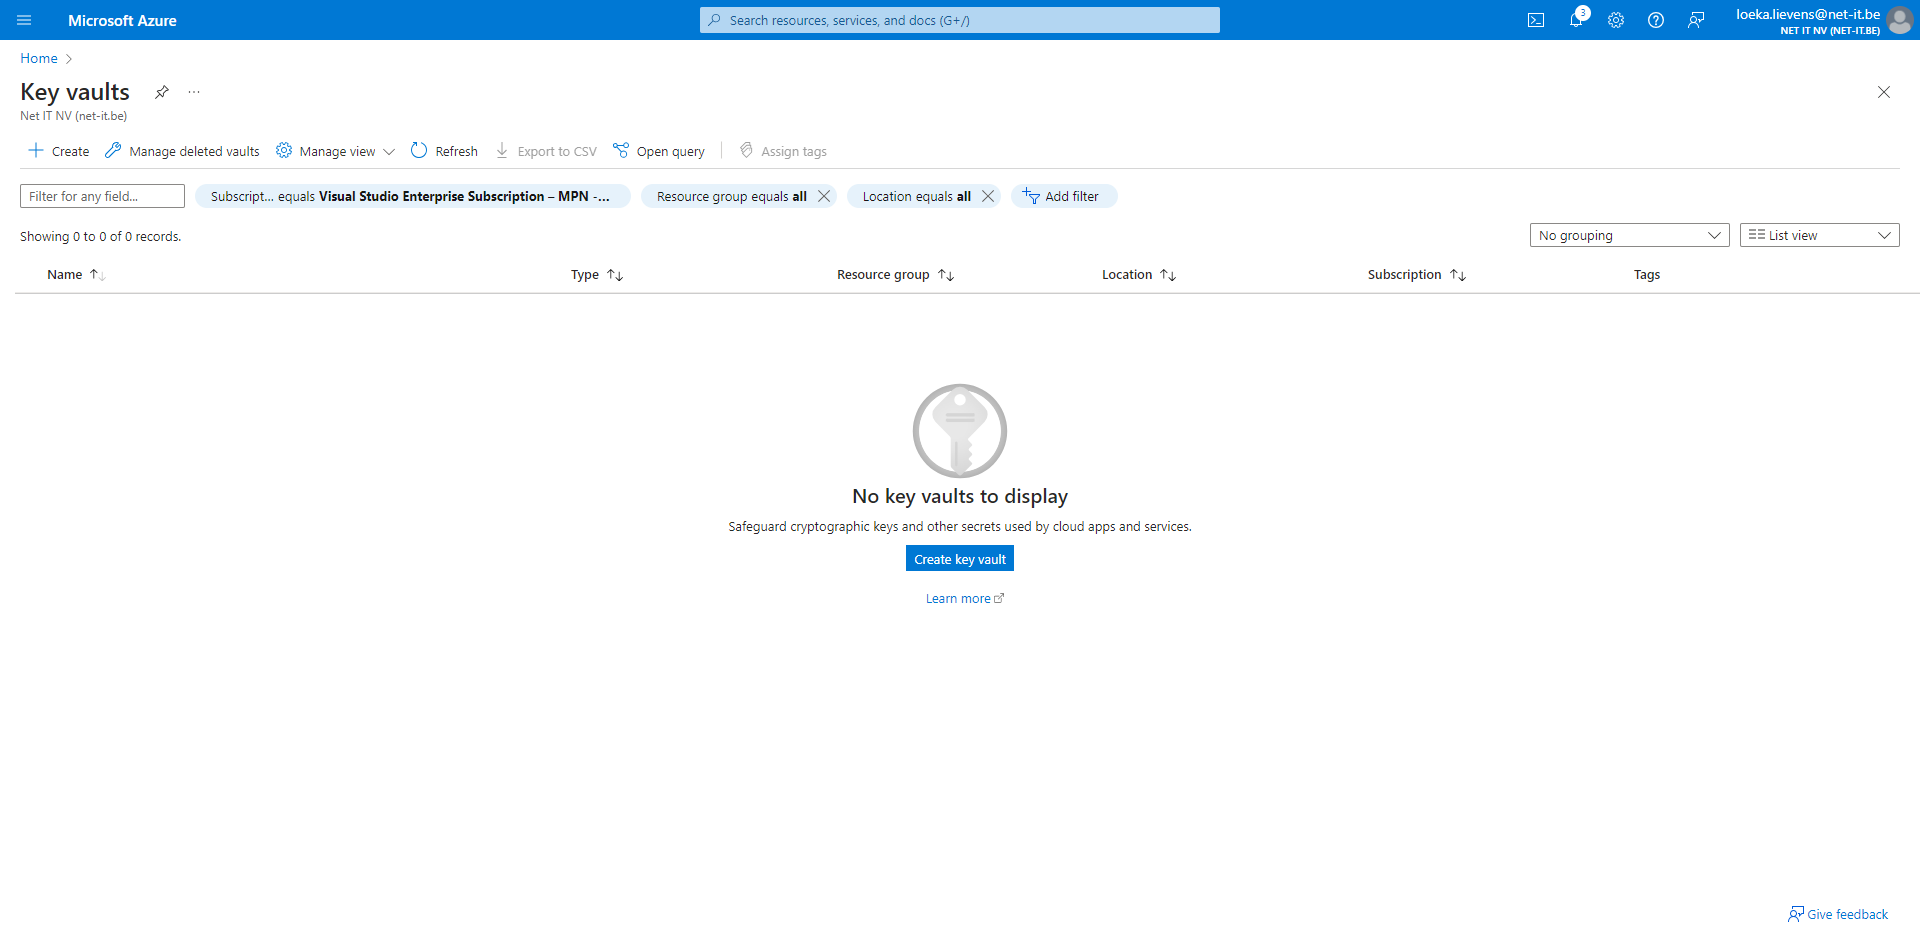 Microsoft Azure
Search resources, services, and docs (G+/)
3
loeka.lievens@net-it.be
NET IT NV (NET-IT.BE)
Home
Key vaults
Net IT NV (net-it.be)
Create
Manage deleted vaults
Manage view
Refresh
Export to CSV
Open query
Assign tags
Filter for any field...
Subscript... equals Visual Studio Enterprise Subscription – MPN -...
Resource group equals all
Location equals all
Add filter
Showing 0 to 0 of 0 records.
No grouping
List view
Name
Type
Resource group
Location
Subscription
Tags
No key vaults to display
Safeguard cryptographic keys and other secrets used by cloud apps and services.
Create key vault
Learn more
Give feedback